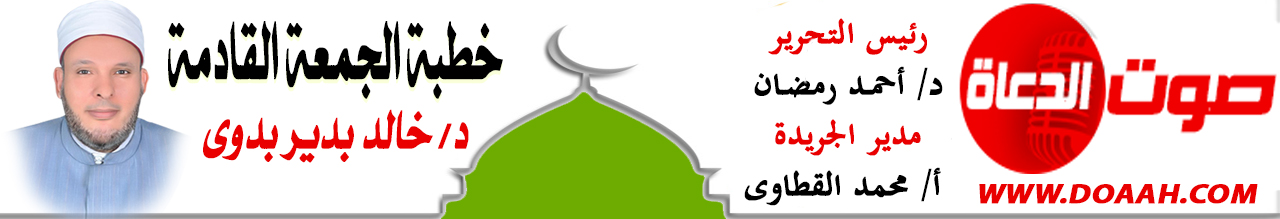 صوت الدعاة
WWW.DOAAH.COM
رئيس التحرير
د/ أحمد رمضان
مدير الجريدة
أ/ محمد القطاوى
خطبة الجمعة القادمة
د/ خالد بدير بدوى